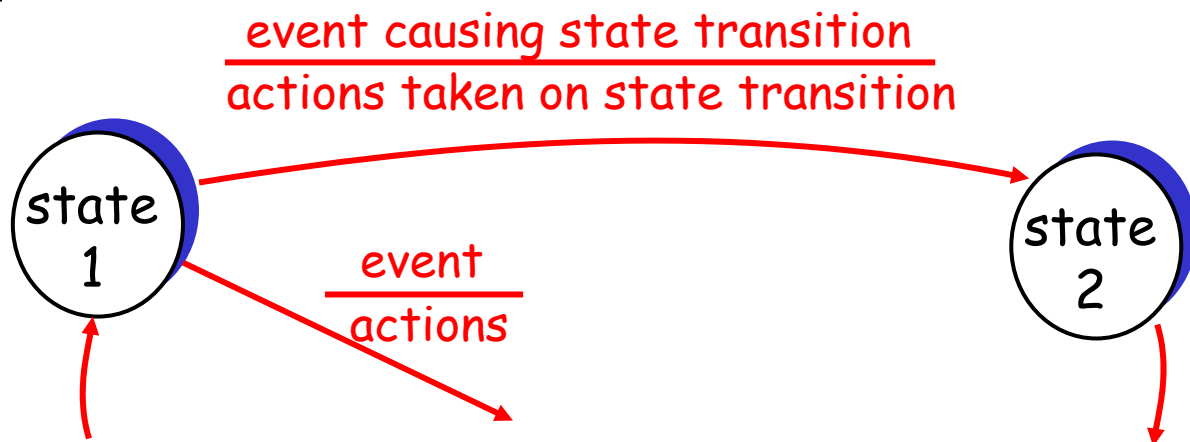 event causing state transition
actions taken on state transition
state
1
state
2
event
actions